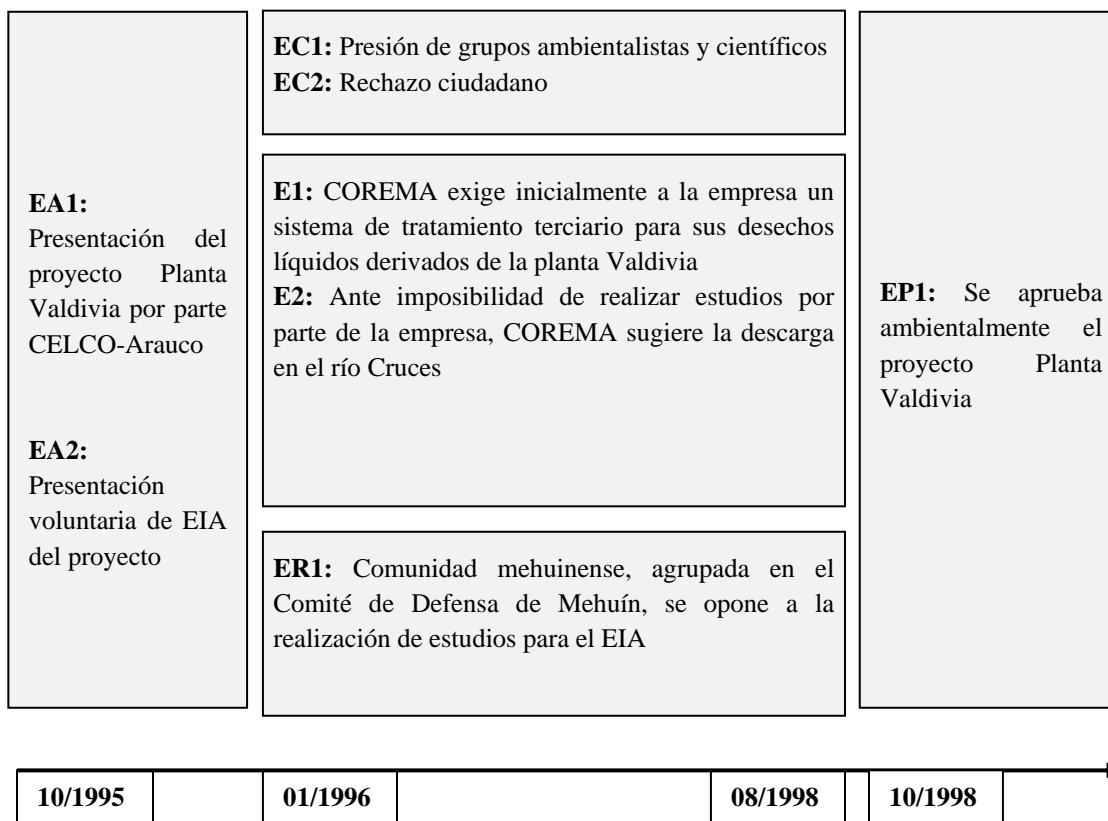 EA1:
Presentación del
proyecto Planta
Valdivia por parte
CELCO-Arauco
EA2:
Presentación
voluntaria de EIA
del proyecto
EC1: Presión de grupos ambientalistas y científicos
EC2: Rechazo ciudadano
E1: COREMA exige inicialmente a la empresa un
sistema de tratamiento terciario para sus desechos
líquidos derivados de la planta Valdivia
E2: Ante imposibilidad de realizar estudios por
parte de la empresa, COREMA sugiere la descarga
en el río Cruces
ER1: Comunidad mehuinense, agrupada en el
Comité de Defensa de Mehuín, se opone a la
realización de estudios para el EIA
EP1: Se aprueba
ambientalmente el
proyecto Planta
Valdivia
10/1995 01/1996 08/1998 10/1998